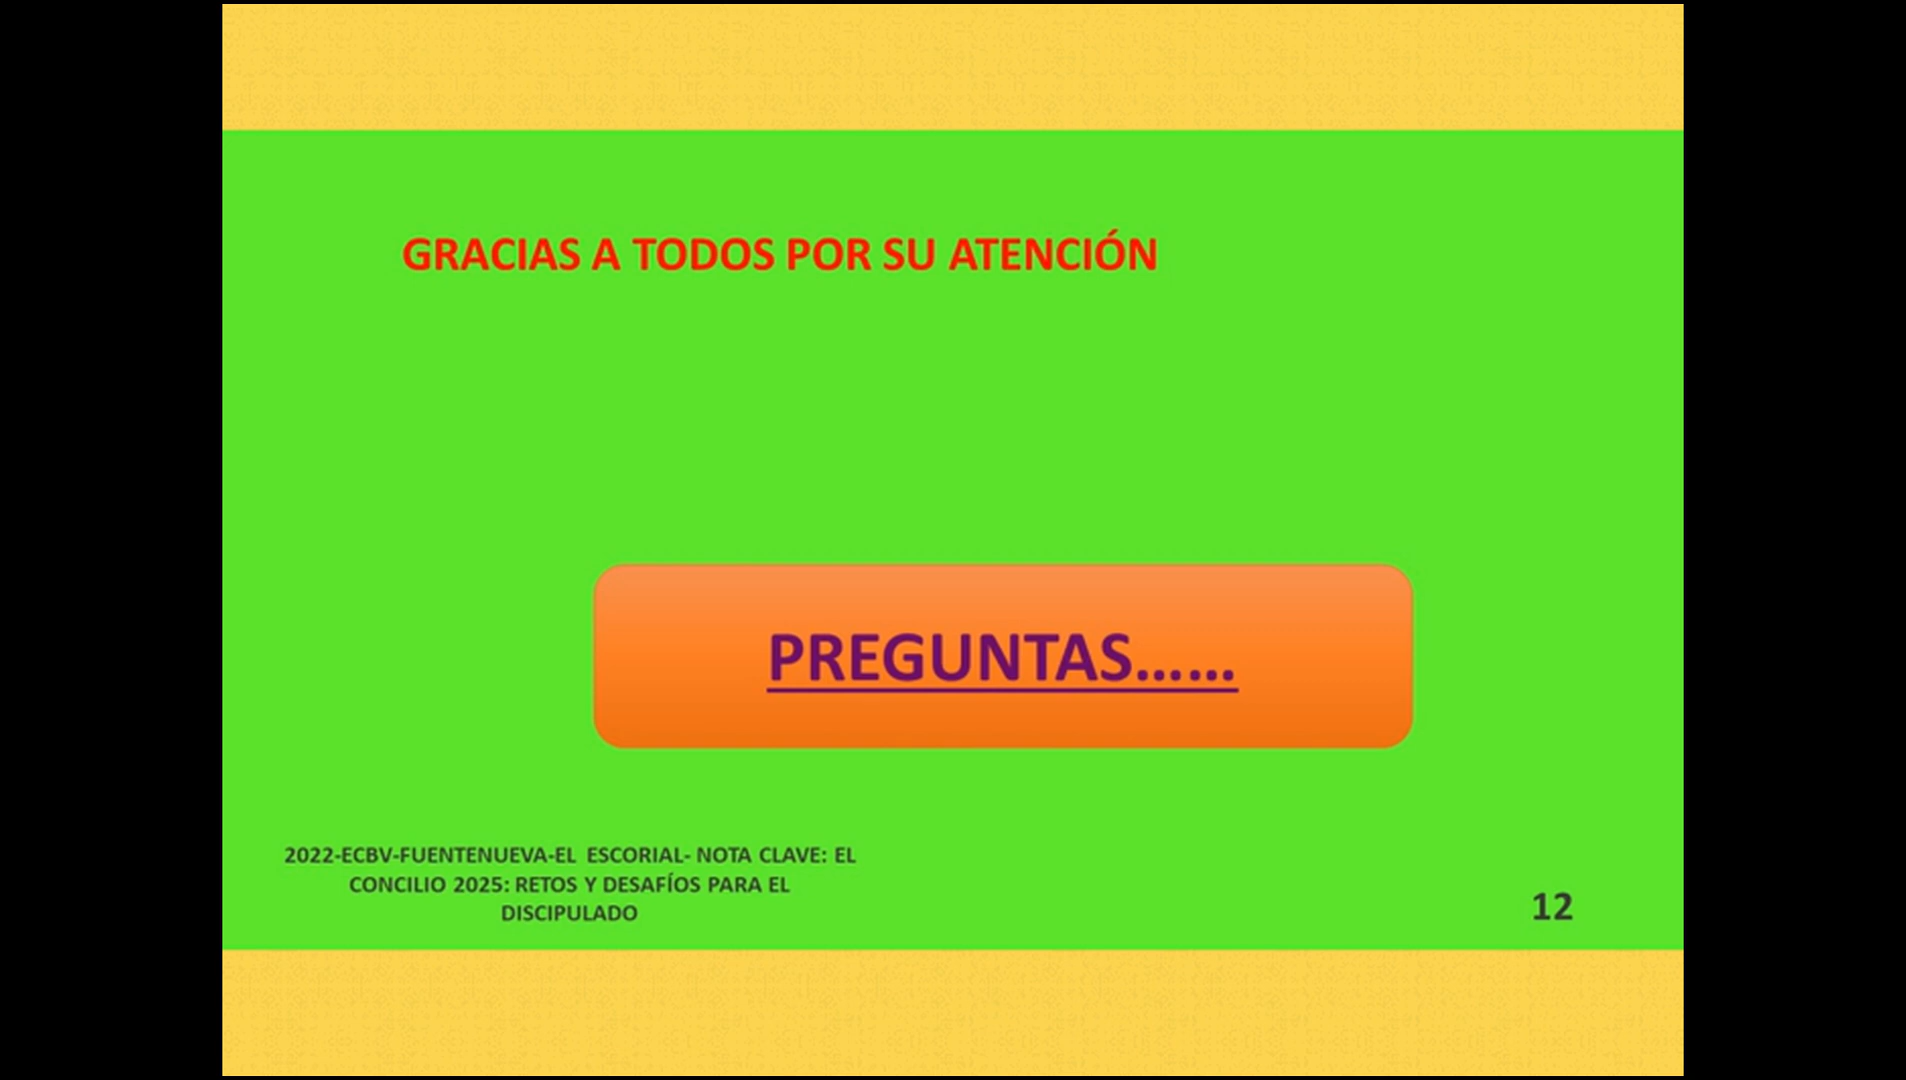 GRACIAS A TODOS POR SU ATENCIÓN
PREGUNTAS……
2022-ECBV-FUENTENUEVA-EL ESCORIAL- NOTA CLAVE: EL
CONCILIO 2025: RETOS Y DESAFÍOS PARA EL
DISCIPULADO
12